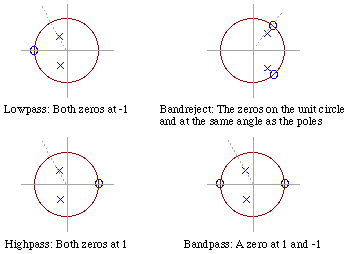 Lowpass: Both zeros at -1
Bandreject: The zeros on the unit circle
and at the same angle as the poles
Highpass: Both zeros at 1
Bandpass: A zero at 1 and -1